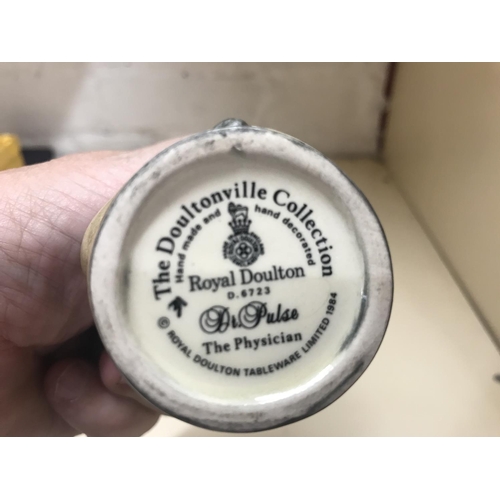 The Doultonville Collection
Hand made and hand decorated
Royal Doulton
D.6723
Dr. Pulse
The Physician
© ROYAL DOULTON TABLEWARE LIMITED 1984